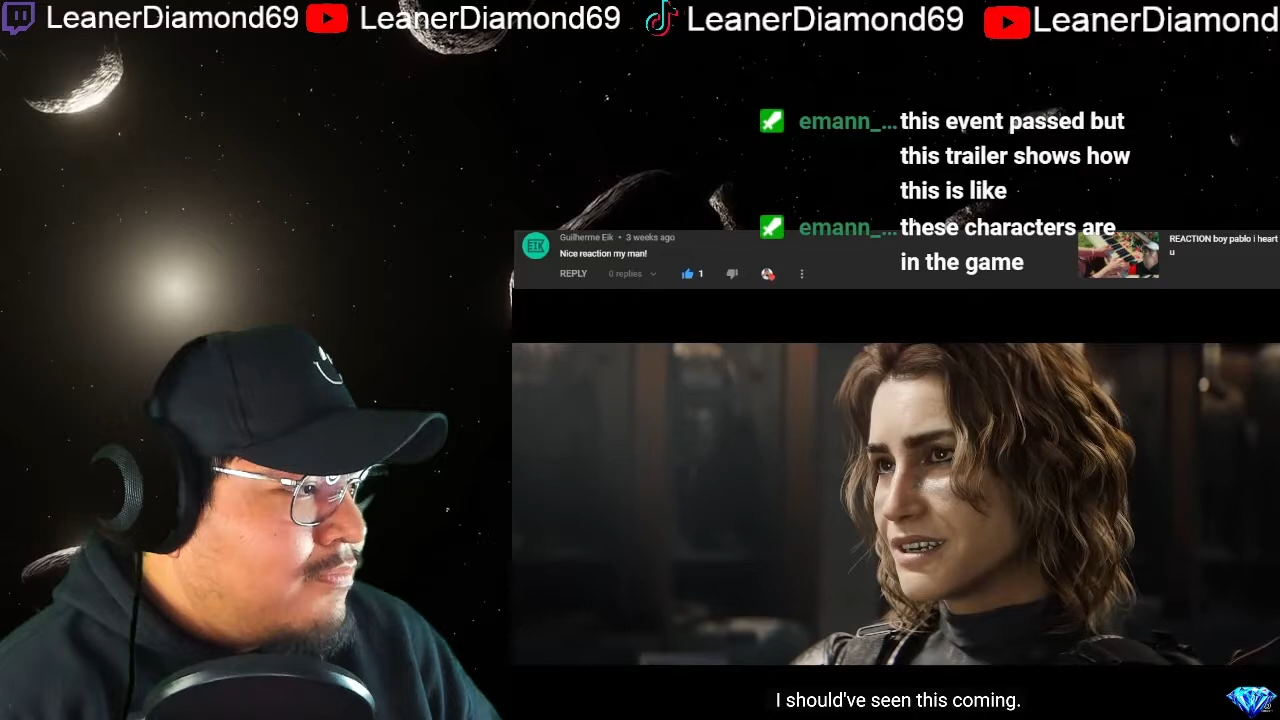 LeanerDiamond69 LeanerDiamond69 LeanerDiamond69 LeanerDiamond
emann_... this event passed but
this trailer shows how
this is like
emann_... these characters are
in the game
EIK
Guilherme Eik • 3 weeks ago
Nice reaction my man!
REPLY 0 replies 1
REACTION boy pablo i heart
u
I should've seen this coming.